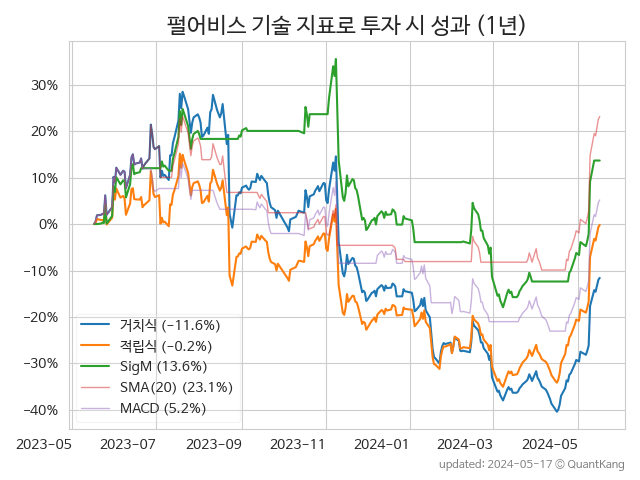 펄어비스 기술 지표로 투자 시 성과 (1년)
30%
20%
10%
0%
−10%
−20%
−30%
−40%
거치식 (−11.6%)
적립식 (−0.2%)
SigM (13.6%)
SMA(20) (23.1%)
MACD (5.2%)
2023−05 2023−07 2023−09 2023−11 2024−01 2024−03 2024−05
updated: 2024-05-17 © QuantKang